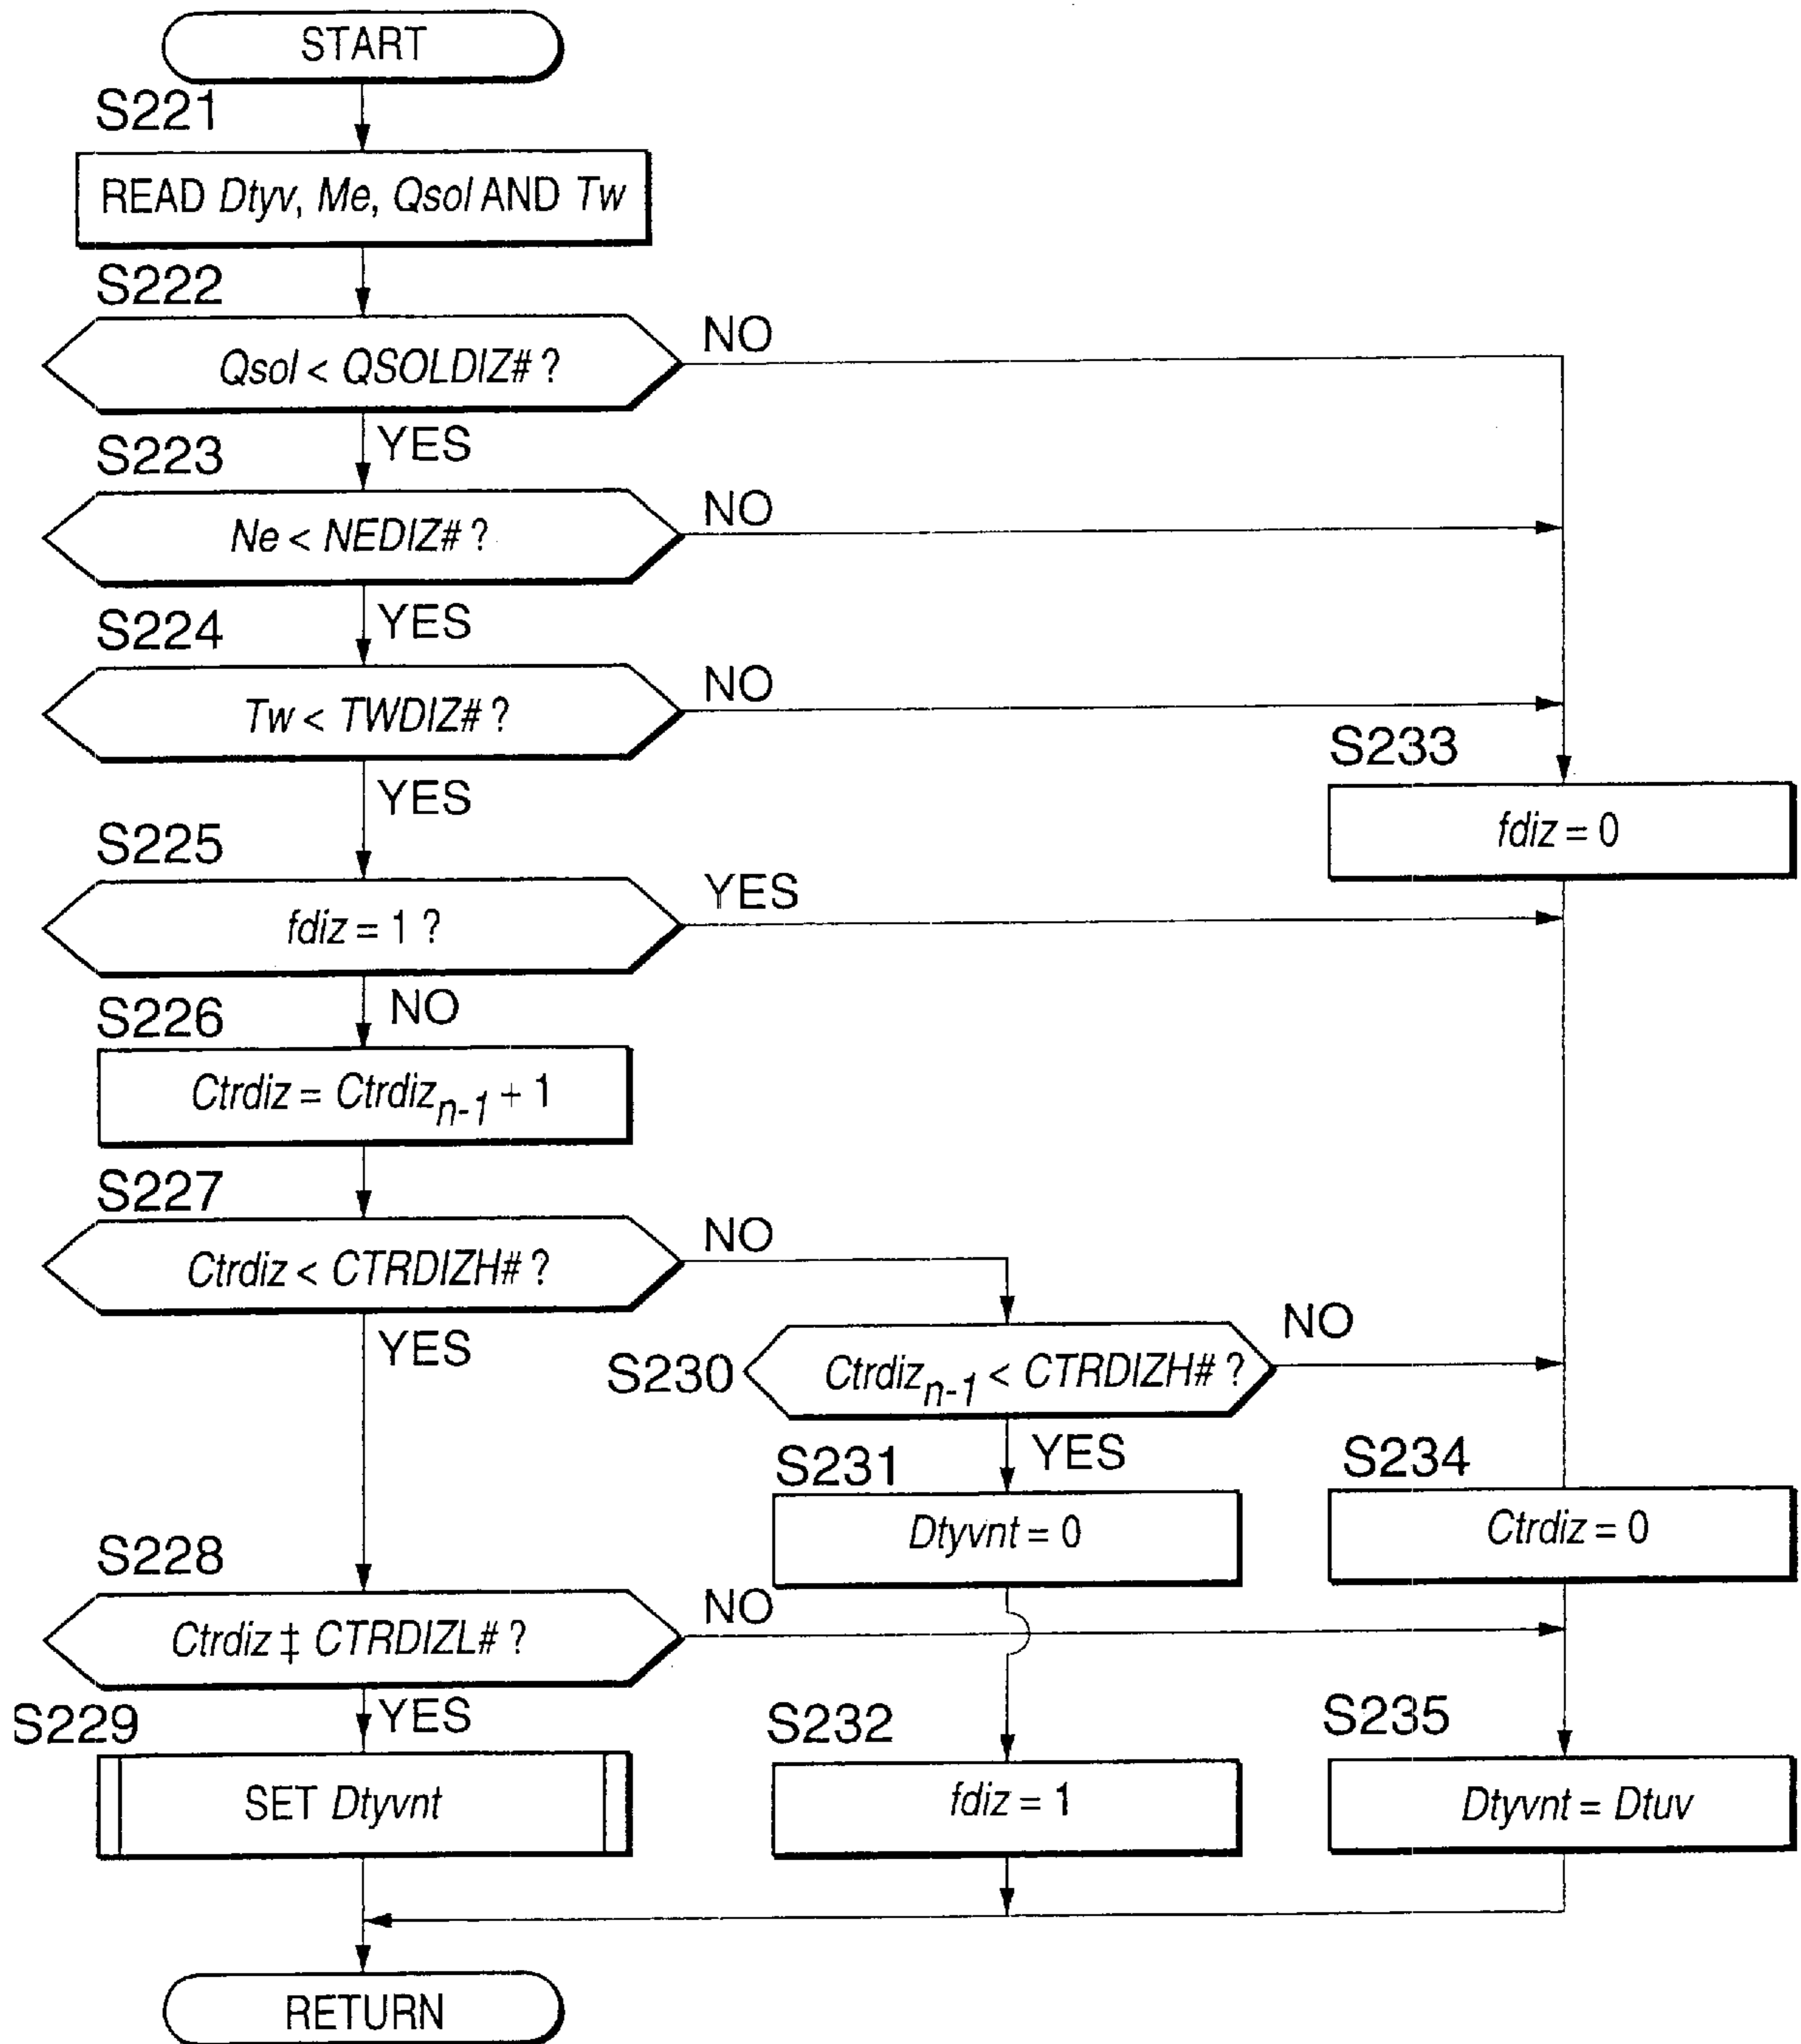 START
S221
READ Dtyv, Me, Qsol AND Tw
S222
Qsol < QSOLDIZ# ?
NO
YES
S223
Ne < NEDIZ# ?
NO
YES
S224
Tw < TWDIZ# ?
NO
YES
S233
fdiz = 0
S225
fdiz = 1 ?
YES
NO
S226
Ctrdiz = Ctrdizn-1 + 1
S227
Ctrdiz < CTRDIZH# ?
NO
YES
S230
Ctrdizn-1 < CTRDIZH# ?
NO
YES
S231
Dtyvnt = 0
S234
Ctrdiz = 0
S228
Ctrdiz ‡ CTRDIZL# ?
NO
YES
S229
SET Dtyvnt
S232
fdiz = 1
S235
Dtyvnt = Dtuv
RETURN